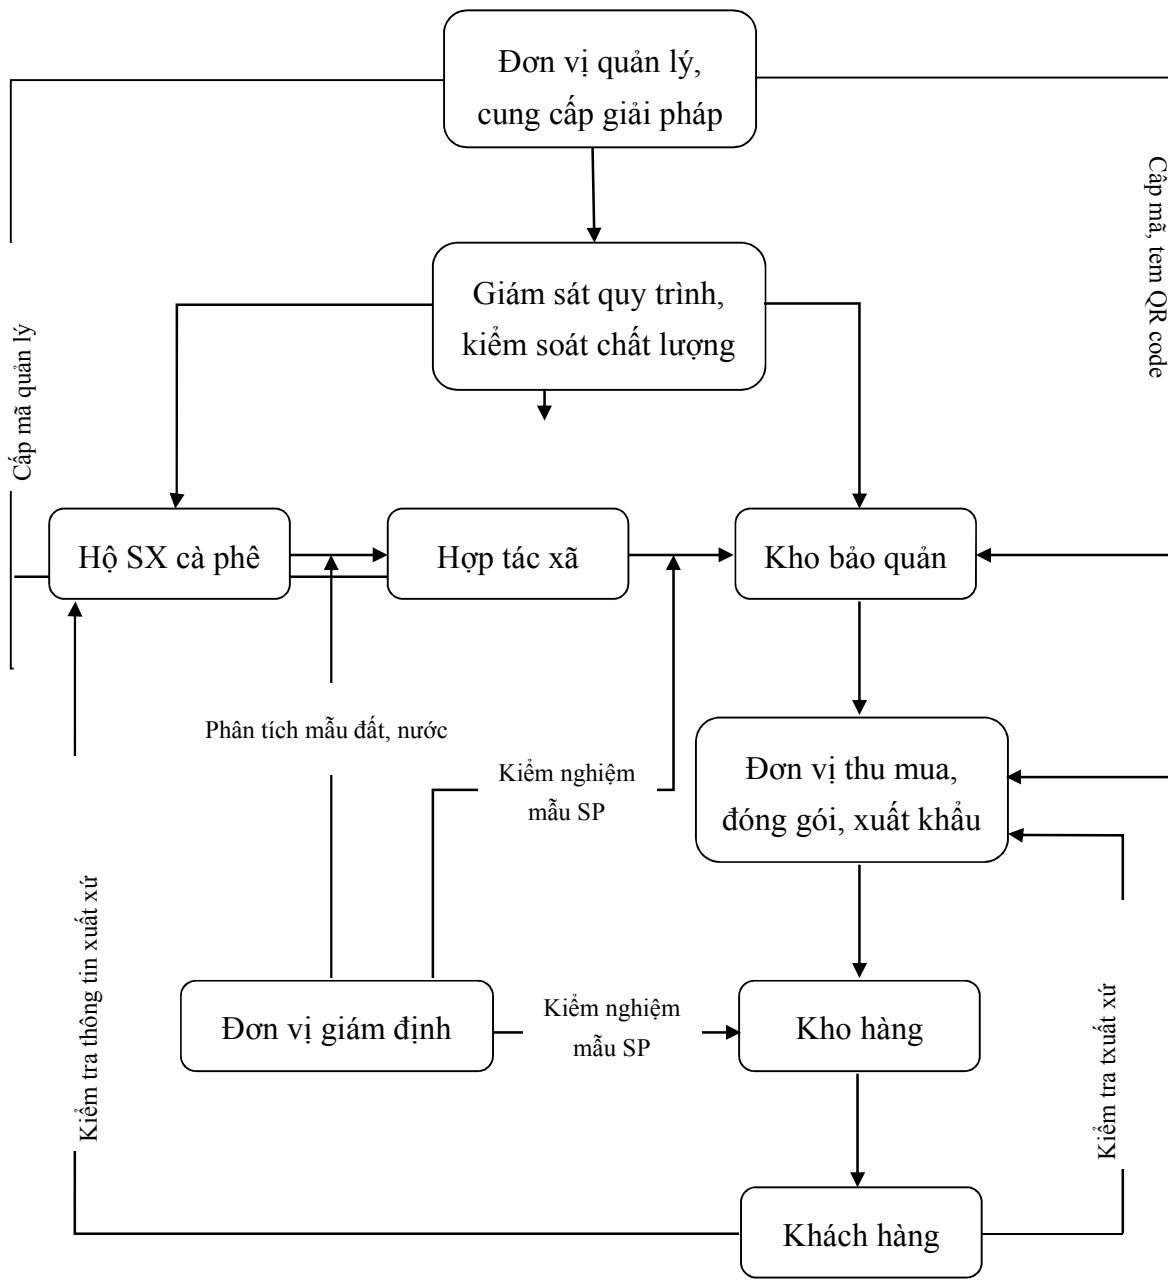 Đơn vị quản lý,
cung cấp giải pháp
Câp mã, tem QR code
Giám sát quy trình,
kiểm soát chất lượng
Cấp mã quản lý
Hộ SX cà phê
Hợp tác xã
Kho bảo quản
Phân tích mẫu đất, nước
Kiểm nghiệm
mẫu SP
Đơn vị thu mua,
đóng gói, xuất khẩu
Kiểm tra thông tin xuất xứ
Đơn vị giám định
Kiểm nghiệm
mẫu SP
Kho hàng
Kiểm tra txuất xứ
Khách hàng